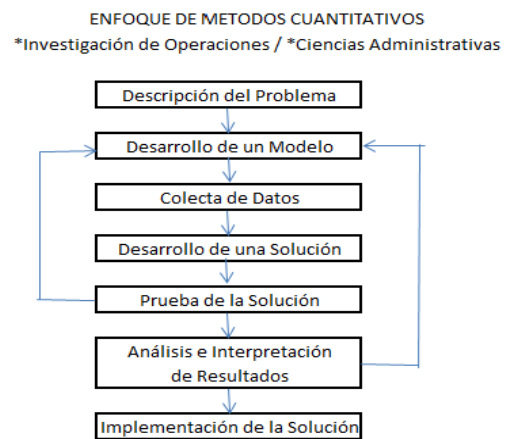 ENFOQUE DE METODOS CUANTITATIVOS
*Investigación de Operaciones / *Ciencias Administrativas
Descripción del Problema
Desarrollo de un Modelo
Colecta de Datos
Desarrollo de una Solución
Prueba de la Solución
Análisis e Interpretación
de Resultados
Implementación de la Solución